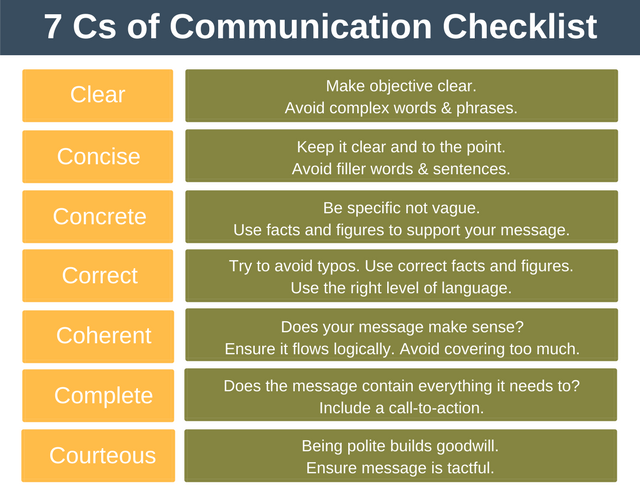 7 Cs of Communication Checklist
Clear
Make objective clear.
Avoid complex words & phrases.
Concise
Keep it clear and to the point.
Avoid filler words & sentences.
Concrete
Be specific not vague.
Use facts and figures to support your message.
Correct
Try to avoid typos. Use correct facts and figures.
Use the right level of language.
Coherent
Does your message make sense?
Ensure it flows logically. Avoid covering too much.
Complete
Does the message contain everything it needs to?
Include a call-to-action.
Courteous
Being polite builds goodwill.
Ensure message is tactful.